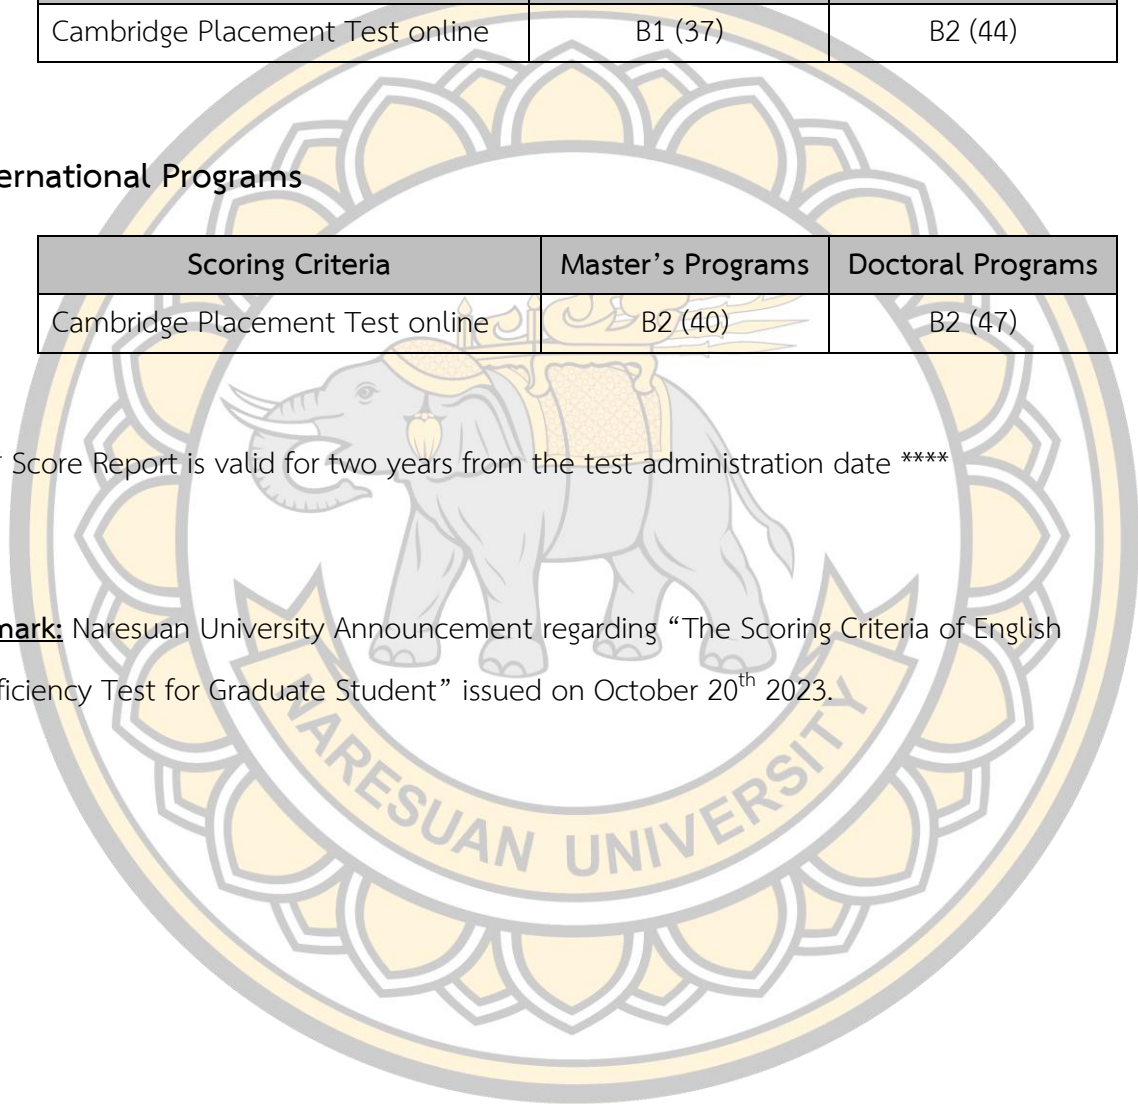 Cambridge Placement Test online B1 (37) B2 (44)
ernational Programs
Scoring Criteria Master's Programs Doctoral Programs
Cambridge Placement Test online B2 (40) B2 (47)
Score Report is valid for two years from the test administration date ****
mark: Naresuan University Announcement regarding “The Scoring Criteria of English
ficiency Test for Graduate Student” issued on October 20th 2023.
NARESUAN UNIVERSITY